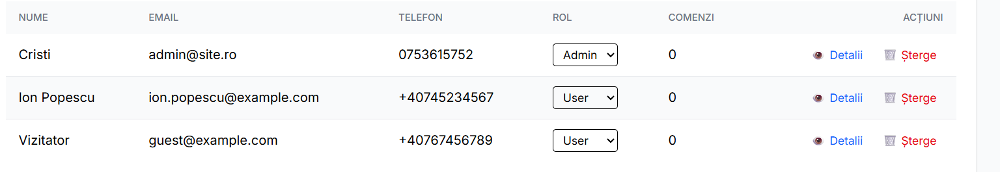 NUME EMAIL TELEFON ROL COMENZI ACȚIUNI
Cristi admin@site.ro 0753615752 Admin 0 Detalii Șterge
Ion Popescu ion.popescu@example.com +40745234567 User 0 Detalii Șterge
Vizitator guest@example.com +40767456789 User 0 Detalii Șterge